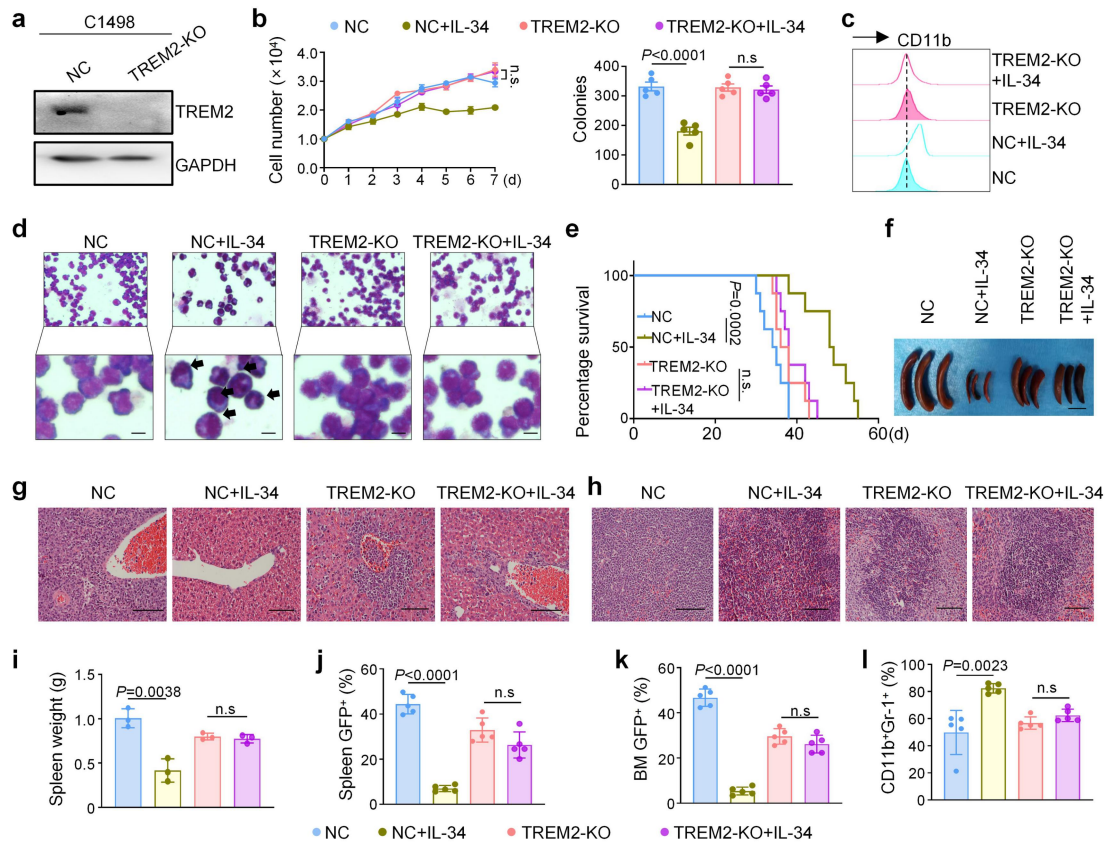 a
C1498
NC
TREM2-KO
TREM2
GAPDH
b
NC
NC+IL-34
TREM2-KO
TREM2-KO+IL-34
Cell number (× 10⁴)
4.0
3.0
2.0
1.0
0
0 1 2 3 4 5 6 7 (d)
n.s.
Colonies
400
300
200
100
0
P<0.0001
n.s
c
CD11b
TREM2-KO
+IL-34
TREM2-KO
NC+IL-34
NC
d
NC
NC+IL-34
TREM2-KO
TREM2-KO+IL-34
e
Percentage survival
100
50
0
0 20 40 60 (d)
NC
NC+IL-34
P=0.0002
TREM2-KO
TREM2-KO
+IL-34
n.s.
f
NC
NC+IL-34
TREM2-KO
TREM2-KO
+IL-34
g
NC
NC+IL-34
TREM2-KO
TREM2-KO+IL-34
h
NC
NC+IL-34
TREM2-KO
TREM2-KO+IL-34
i
Spleen weight (g)
1.5
1.0
0.5
0
P=0.0038
n.s
j
Spleen GFP⁺ (%)
60
40
20
0
P<0.0001
n.s
k
BM GFP⁺ (%)
60
40
20
0
P<0.0001
n.s
l
CD11b⁺Gr-1⁺ (%)
100
80
60
40
20
0
P=0.0023
n.s
NC
NC+IL-34
TREM2-KO
TREM2-KO+IL-34